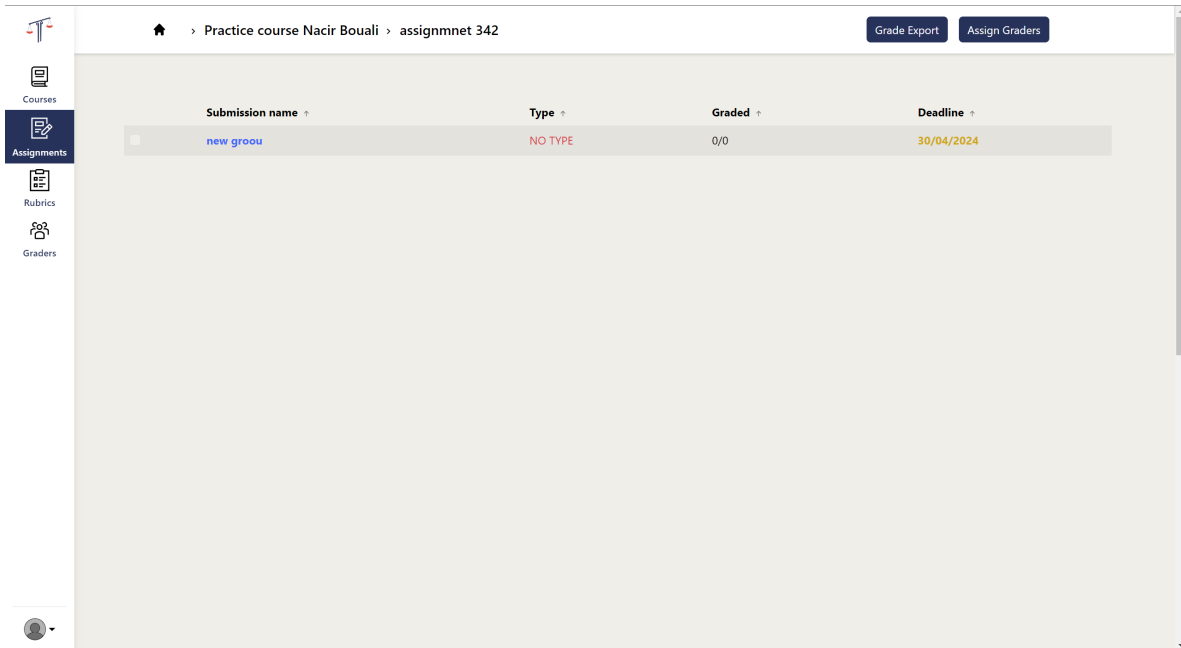 Practice course Nacir Bouali › assignmnet 342
Grade Export
Assign Graders
Courses
Assignments
Rubrics
Graders
Submission name ↑ Type ↑ Graded ↑ Deadline ↑
new groou NO TYPE 0/0 30/04/2024